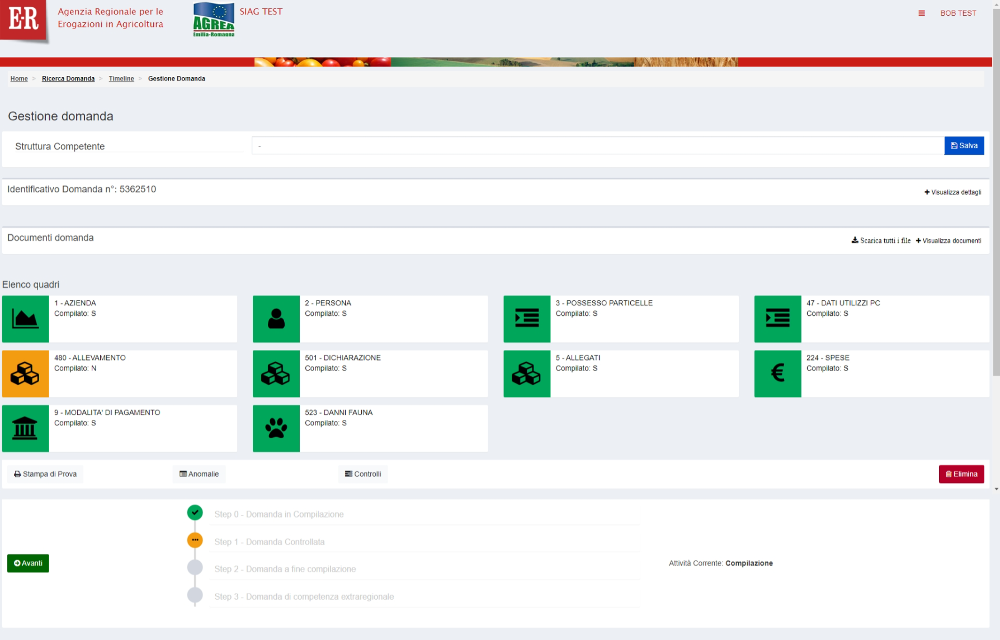 E·R
Agenzia Regionale per le
Erogazioni in Agricoltura
AGREA
Emilia-Romagna
SIAG TEST
BOB TEST
Home > Ricerca Domanda > Timeline > Gestione Domanda
Gestione domanda
Struttura Competente
-
Salva
Identificativo Domanda n°: 5362510
Visualizza dettagli
Documenti domanda
Scarica tutti i file
Visualizza documenti
Elenco quadri
1 - AZIENDA
Compilato: S
2 - PERSONA
Compilato: S
3 - POSSESSO PARTICELLE
Compilato: S
47 - DATI UTILIZZI PC
Compilato: S
480 - ALLEVAMENTO
Compilato: N
501 - DICHIARAZIONE
Compilato: S
5 - ALLEGATI
Compilato: S
224 - SPESE
Compilato: S
9 - MODALITA' DI PAGAMENTO
Compilato: S
523 - DANNI FAUNA
Compilato: S
Stampa di Prova
Anomalie
Controlli
Elimina
Step 0 - Domanda in Compilazione
Step 1 - Domanda Controllata
Avanti
Attività Corrente: Compilazione
Step 2 - Domanda a fine compilazione
Step 3 - Domanda di competenza extraregionale